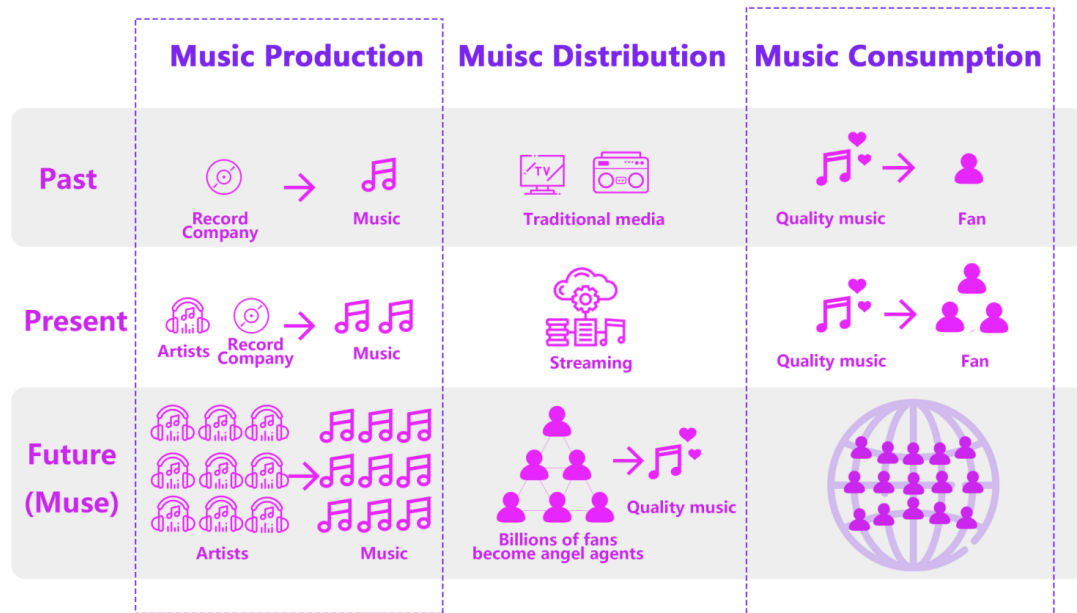 Music Production
Muisc Distribution
Music Consumption
Past
Record
Company
Music
TV
Traditional media
Quality music
Fan
Present
Artists
Record
Company
Music
Streaming
Quality music
Fan
Future
(Muse)
Artists
Music
Billions of fans
become angel agents
Quality music